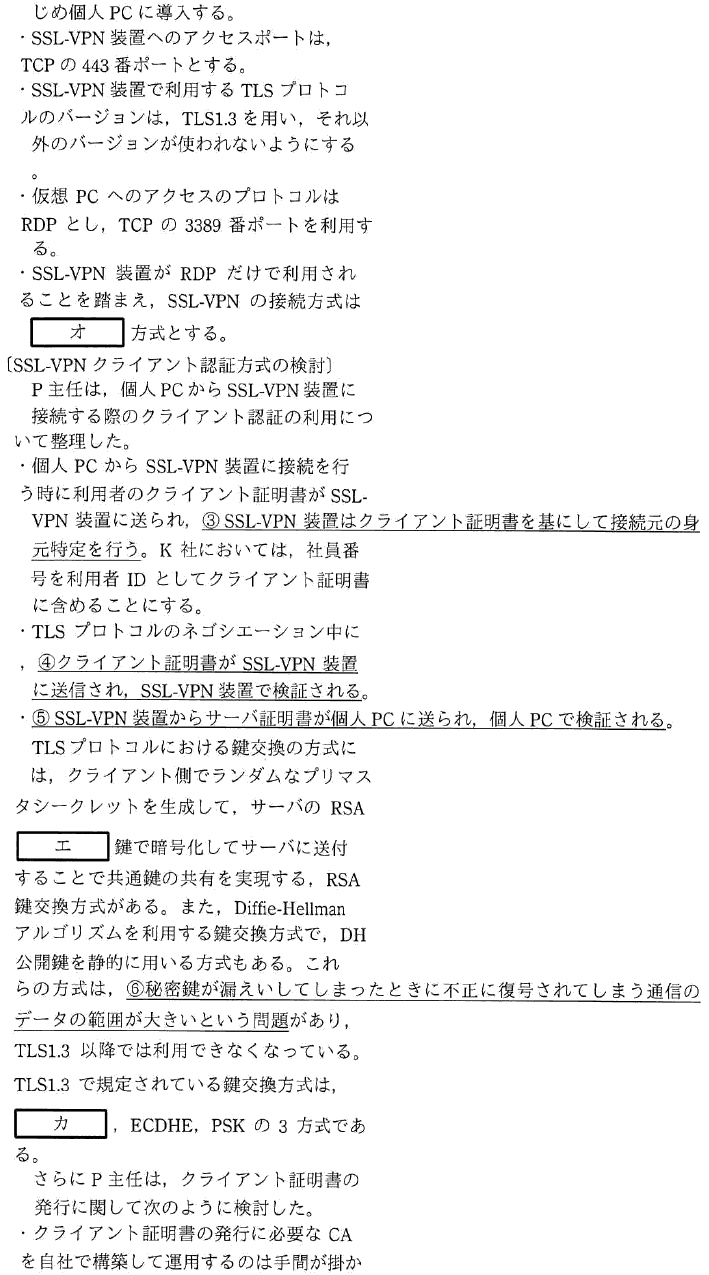 じめ個人 PC に導入する。
・SSL-VPN 装置へのアクセスポートは，
TCP の 443 番ポートとする。
・SSL-VPN 装置で利用する TLS プロトコ
ルのバージョンは，TLS1.3 を用い，それ以
外のバージョンが使われないようにする
。
・仮想 PC へのアクセスのプロトコルは
RDP とし，TCP の 3389 番ポートを利用す
る。
・SSL-VPN 装置が RDP だけで利用され
ることを踏まえ，SSL-VPN の接続方式は
オ 方式とする。
〔SSL-VPN クライアント認証方式の検討〕
P 主任は，個人 PC から SSL-VPN 装置に
接続する際のクライアント認証の利用につ
いて整理した。
・個人 PC から SSL-VPN 装置に接続を行
う時に利用者のクライアント証明書が SSL-
VPN 装置に送られ，③SSL-VPN 装置はクライアント証明書を基にして接続元の身
元特定を行う。K 社においては，社員番
号を利用者 ID としてクライアント証明書
に含めることにする。
・TLS プロトコルのネゴシエーション中に
，④クライアント証明書が SSL-VPN 装置
に送信され，SSL-VPN 装置で検証される。
・⑤SSL-VPN 装置からサーバ証明書が個人 PC に送られ，個人 PC で検証される。
TLS プロトコルにおける鍵交換の方式に
は，クライアント側でランダムなプリマス
タシークレットを生成して，サーバの RSA
エ 鍵で暗号化してサーバに送付
することで共通鍵の共有を実現する，RSA
鍵交換方式がある。また，Diffie-Hellman
アルゴリズムを利用する鍵交換方式で，DH
公開鍵を静的に用いる方式もある。これ
らの方式は，⑥秘密鍵が漏えいしてしまったときに不正に復号されてしまう通信の
データの範囲が大きいという問題があり，
TLS1.3 以降では利用できなくなっている。
TLS1.3 で規定されている鍵交換方式は，
カ ，ECDHE，PSK の 3 方式であ
る。
さらに P 主任は，クライアント証明書の
発行に関して次のように検討した。
・クライアント証明書の発行に必要な CA
を自社で構築して運用するのは手間が掛か